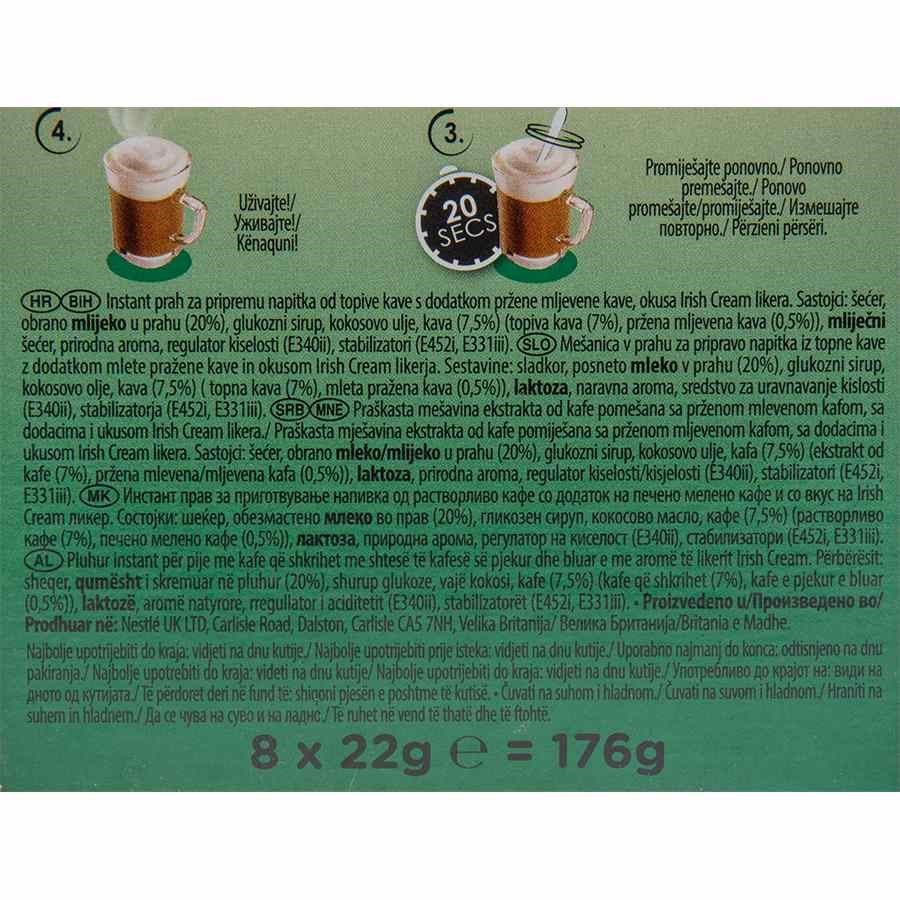 4.
Uživajte!/
Уживајте!/
Kënaquni!
3.
20
SECS
Promiješajte ponovno./ Ponovno
premešajte./ Ponovo
promešajte/promiješajte./ Измешајте
повторно./ Përzieni përsëri.
HR BIH Instant prah za pripremu napitka od topive kave s dodatkom pržene mljevene kave, okusa Irish Cream likera. Sastojci: šećer,
obrano mlijeko u prahu (20%), glukozni sirup, kokosovo ulje, kava (7,5%) (topiva kava (7%), pržena mljevena kava (0,5%)), mliječni
šećer, prirodna aroma, regulator kiselosti (E340ii), stabilizatori (E452i, E331iii). SLO Mešanica v prahu za pripravo napitka iz topne kave
z dodatkom mlete pražene kave in okusom Irish Cream likerja. Sestavine: sladkor, posneto mleko v prahu (20%), glukozni sirup,
kokosovo olje, kava (7,5%) ( topna kava (7%), mleta pražena kava (0,5%)), laktoza, naravna aroma, sredstvo za uravnavanje kislosti
(E340ii), stabilizatorja (E452i, E331iii). SRB MNE Praškasta mešavina ekstrakta od kafe pomešana sa prženom mlevenom kafom, sa
dodacima i ukusom Irish Cream likera./ Praškasta mješavina ekstrakta od kafe pomiješana sa prženom mljevenom kafom, sa dodacima i
ukusom Irish Cream likera. Sastojci: šećer, obrano mleko/mlijeko u prahu (20%), glukozni sirup, kokosovo ulje, kafa (7,5%) (ekstrakt od
kafe (7%), pržena mlevena/mljevena kafa (0,5%)), laktoza, prirodna aroma, regulator kiselosti/kisjelosti (E340ii), stabilizatori (E452i,
E331iii). MK Инстант прав за приготвување напивка од растворливо кафе со додаток на печено мелено кафе и со вкус на Irish
Cream ликер. Состојки: шеќер, обезмастено млеко во прав (20%), гликозен сируп, кокосово масло, кафе (7,5%) (растворливо
кафе (7%), печено мелено кафе (0,5%)), лактоза, природна арома, регулатор на киселост (E340ii), стабилизатори (E452i, E331iii).
AL Pluhur instant për pije me kafe që shkrihet me shtesë të kafesë së pjekur dhe bluar e me aromë të likerit Irish Cream. Përbërësit:
sheqer, qumësht i skremuar në pluhur (20%), shurup glukoze, vajë kokosi, kafe (7,5%) (kafe që shkrihet (7%), kafe e pjekur e bluar
(0,5%)), laktozë, aromë natyrore, rregullator i aciditetit (E340ii), stabilizatorët (E452i, E331iii). • Proizvedeno u/Произведено во/
Prodhuar në: Nestlé UK LTD, Carlisle Road, Dalston, Carlisle CA5 7NH, Velika Britanija/ Велика Британија/Britania e Madhe.
Najbolje upotrijebiti do kraja: vidjeti na dnu kutije./ Najbolje upotrijebiti prije isteka: vidjeti na dnu kutije./ Uporabno najmanj do konca: odtisnjeno na dnu
pakiranja./ Najbolje upotrebiti do kraja: videti na dnu kutije/ Najbolje upotrijebiti do kraja: vidjeti na dnu kutije./ Употребливо до крајот на: види на
дното од кутијата./ Të përdoret deri në fund të: shiqoni pjesën e poshtme të kutisë. • Čuvati na suhom i hladnom./ Čuvati na suvom i hladnom./ Hraniti na
suhem in hladnem./ Да се чува на суво и на ладно./ Të ruhet në vend të thatë dhe të ftohtë.
8 x 22g ℮ = 176g